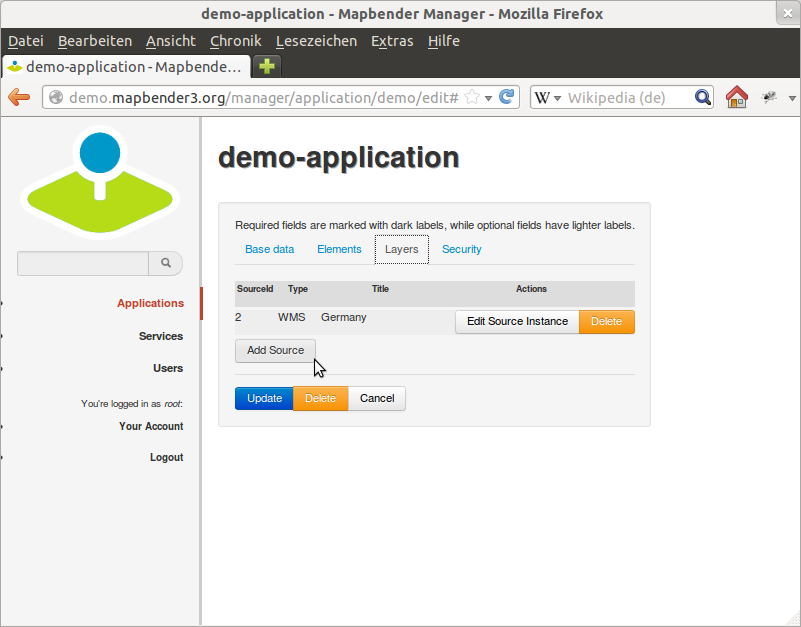 demo-application - Mapbender Manager - Mozilla Firefox
Datei Bearbeiten Ansicht Chronik Lesezeichen Extras Hilfe
demo-application - Mapbende...
demo.mapbender3.org/manager/application/demo/edit# W Wikipedia (de)
demo-application
Required fields are marked with dark labels, while optional fields have lighter labels.
Base data Elements Layers Security
SourceId Type Title Actions
2 WMS Germany Edit Source Instance Delete
Add Source
Update Delete Cancel
Applications
Services
Users
You're logged in as root:
Your Account
Logout